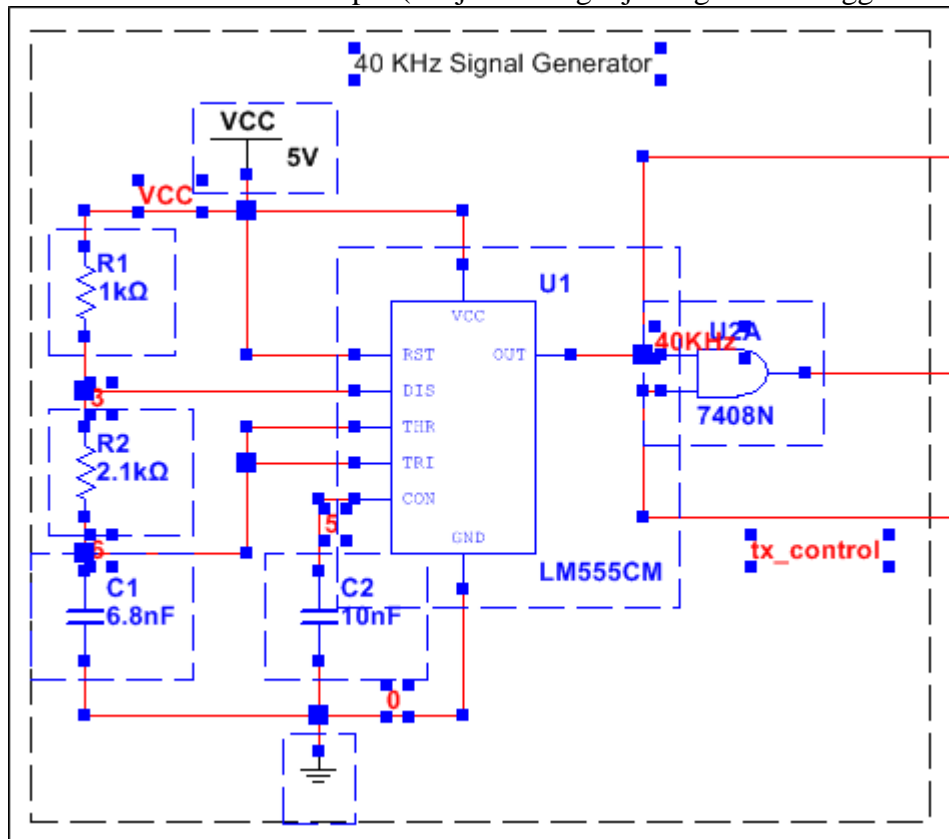 40 KHz Signal Generator
VCC
5V
VCC
R1
1kΩ
U1
VCC
RST
OUT
40KHz
U2A
DIS
3
7408N
THR
R2
2.1kΩ
TRI
CON
5
GND
6
tx_control
LM555CM
C1
6.8nF
C2
10nF
0